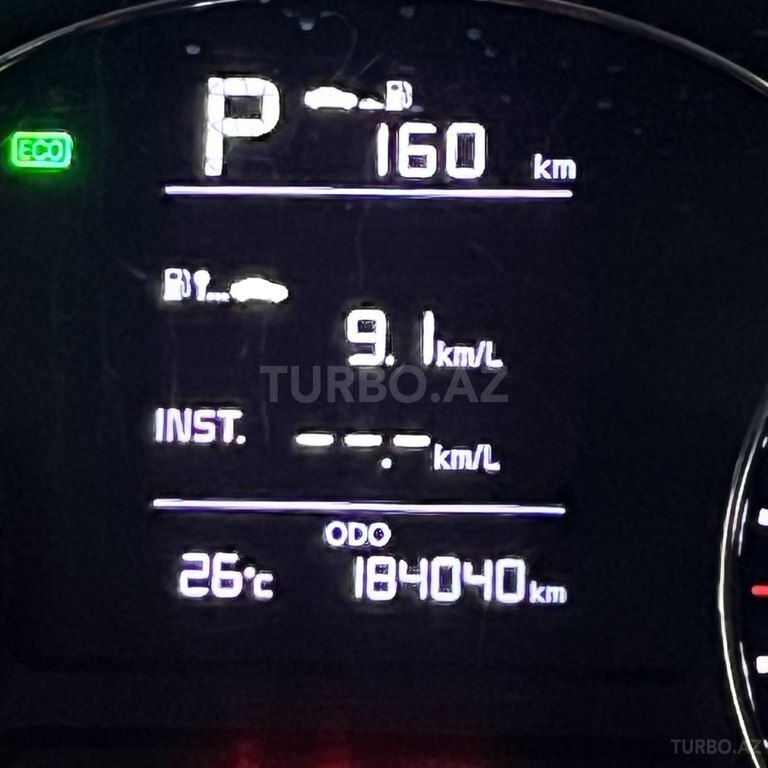 P
ECO
160 km
9.1 km/L
TURBO.AZ
INST. --.- km/L
ODO
26°c 184040 km
TURBO.AZ